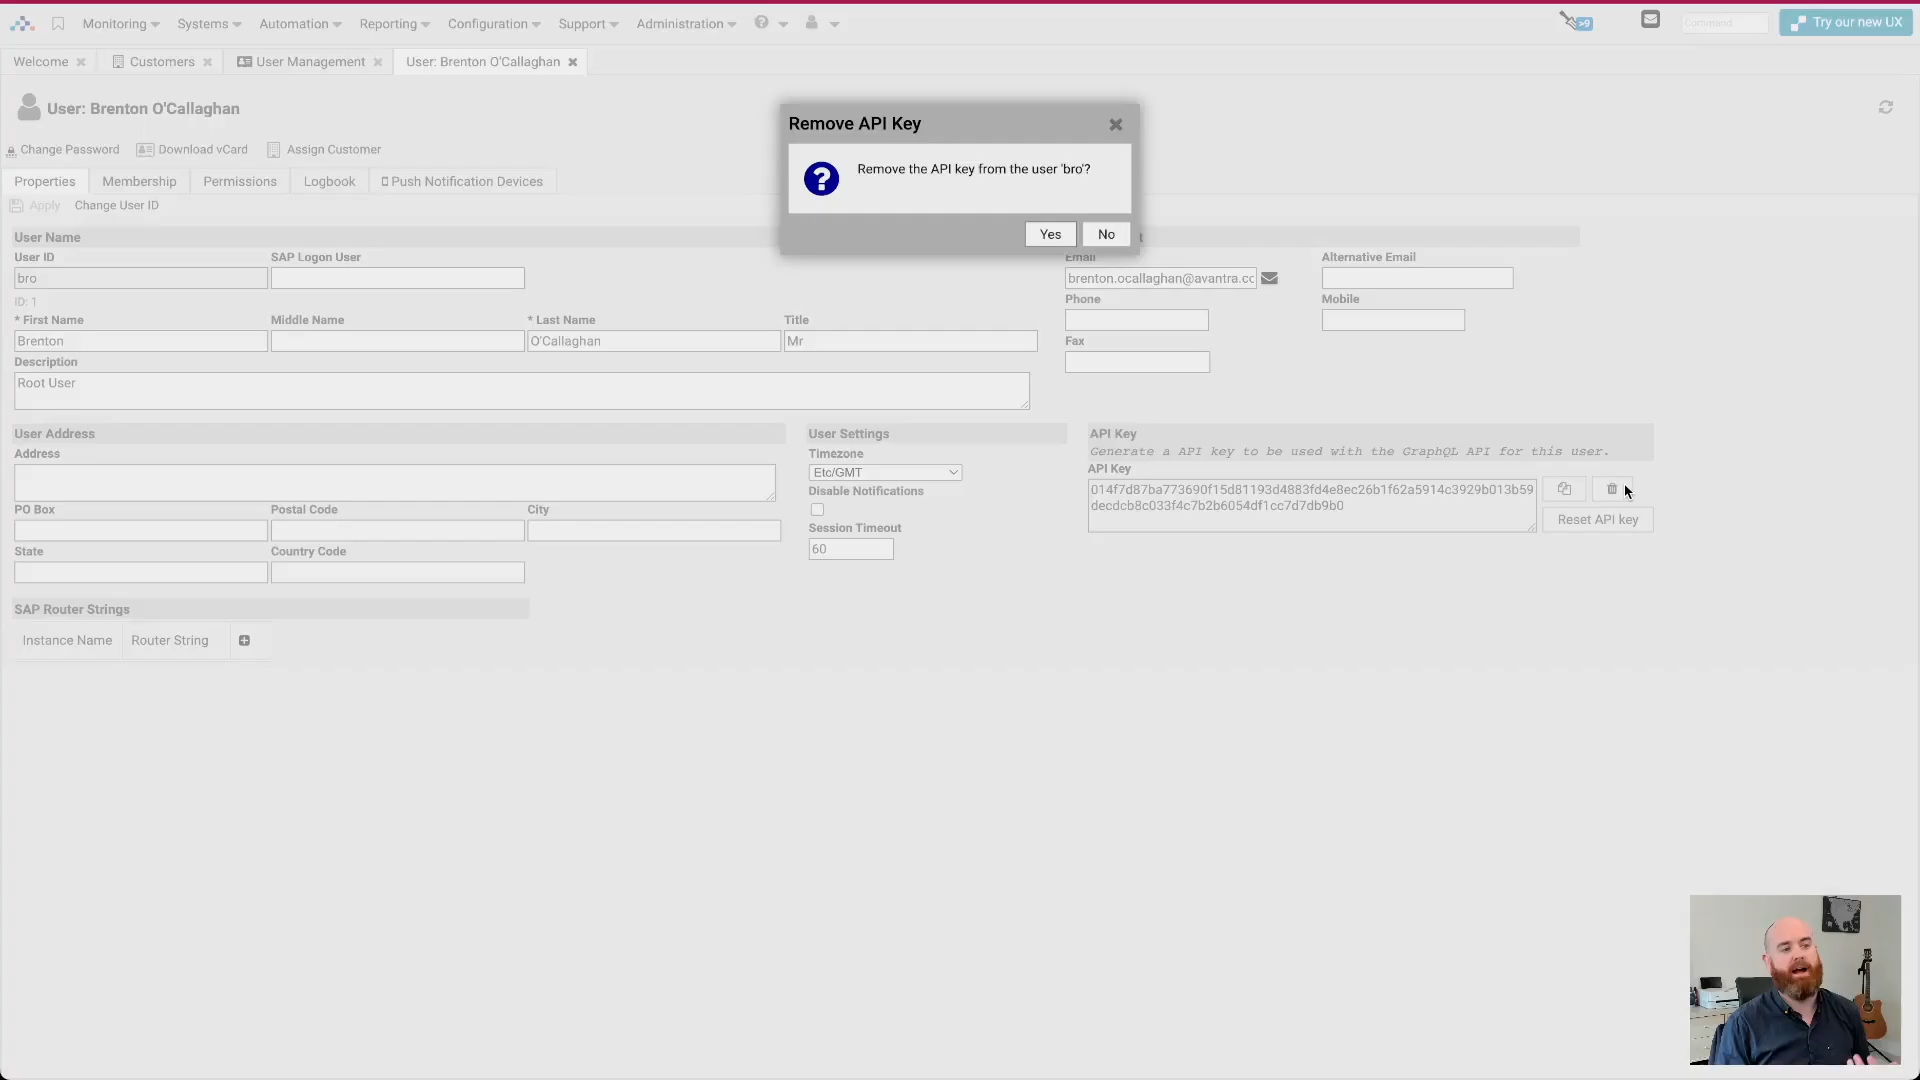 Monitoring Systems Automation Reporting Configuration Support Administration >9 Command Try our new UX
Welcome Customers User Management User: Brenton O'Callaghan
User: Brenton O'Callaghan
Change Password Download vCard Assign Customer
Properties Membership Permissions Logbook Push Notification Devices
Apply Change User ID
Remove API Key
Remove the API key from the user 'bro'?
Yes No
User Name
User ID SAP Logon User Email Alternative Email
bro brenton.ocallaghan@avantra.cc
ID: 1 Phone Mobile
* First Name Middle Name * Last Name Title
Brenton O'Callaghan Mr Fax
Description
Root User
User Address User Settings API Key
Generate a API key to be used with the GraphQL API for this user.
Address Timezone API Key
Etc/GMT
014f7d87ba773690f15d81193d4883fd4e8ec26b1f62a5914c3929b013b59
decdcb8c033f4c7b2b6054df1cc7d7db9b0
Disable Notifications
Reset API key
PO Box Postal Code City
Session Timeout
60
State Country Code
SAP Router Strings
Instance Name Router String